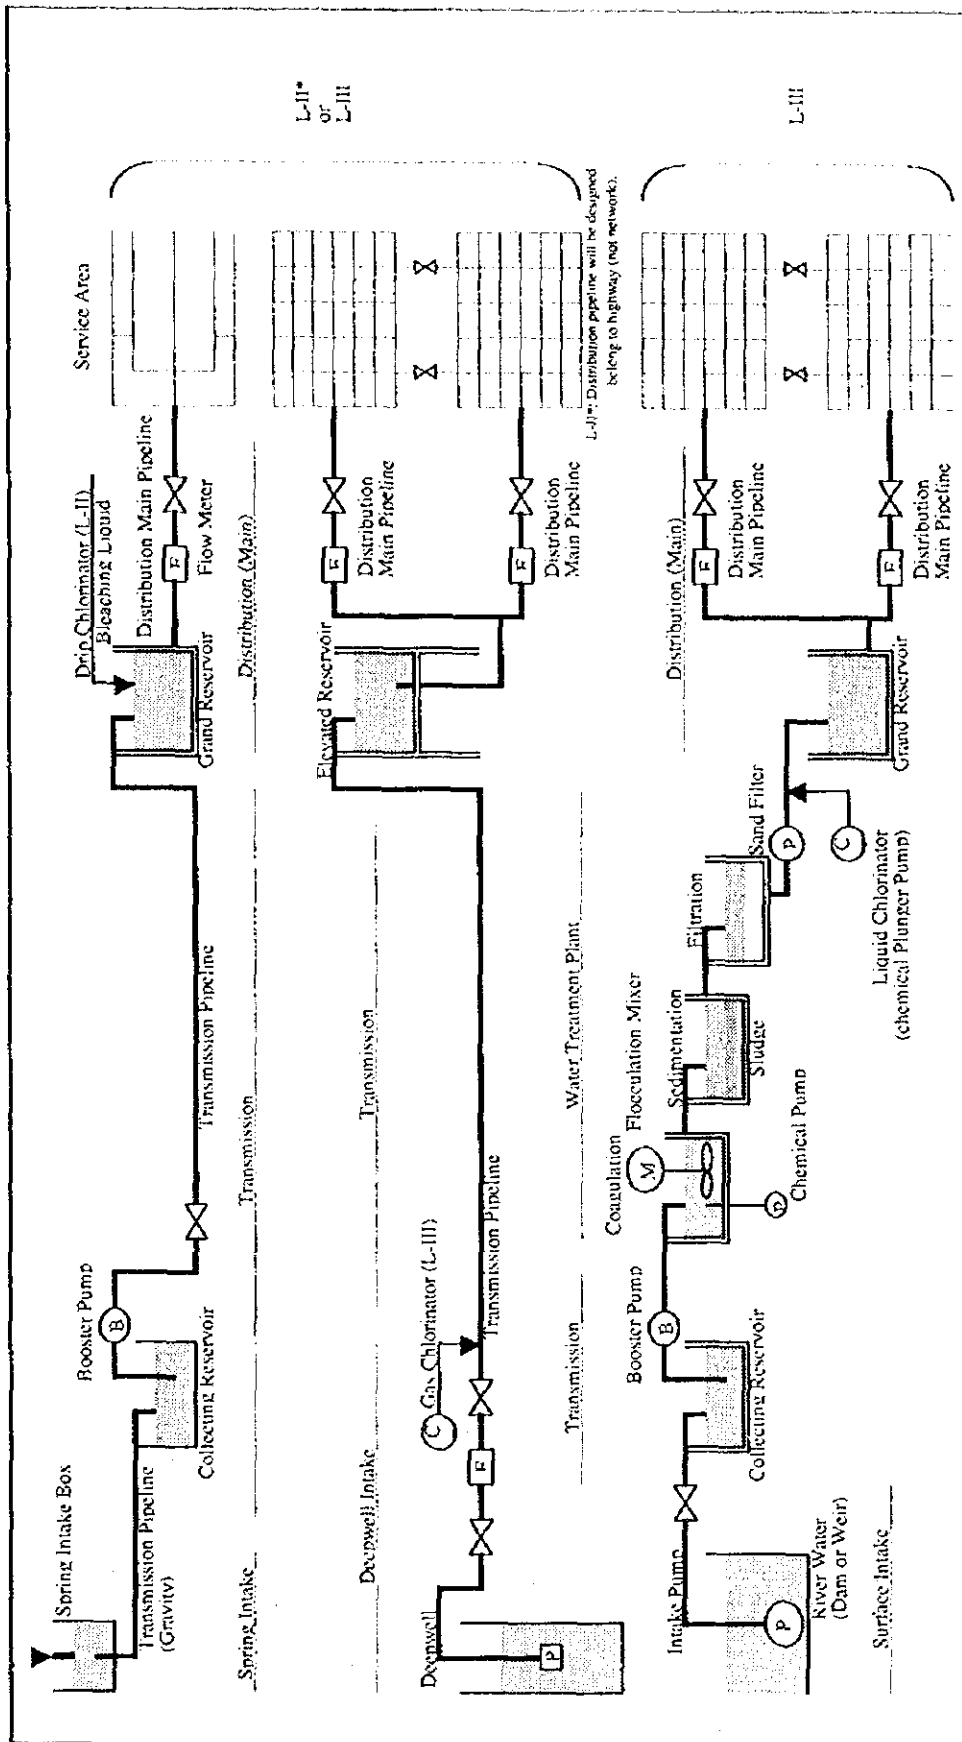 Spring Intake Box
Transmission Pipeline
(Gravity)
Booster Pump
B
Collecting Reservoir
Transmission Pipeline
Drip Chlorinator (L-II)
Bleaching Liquid
Grand Reservoir
Distribution Main Pipeline
F
Flow Meter
Service Area
Spring Intake
Transmission
Distribution (Main)
L-II*
or
L-III
Deepwell Intake
Transmission
Deepwell
P
F
C
Gas Chlorinator (L-III)
Transmission Pipeline
Elevated Reservoir
F
Distribution
Main Pipeline
F
Distribution
Main Pipeline
L-II*: Distribution pipeline will be designed
belong to highway (not network).
Transmission
Water Treatment Plant
Distribution (Main)
L-III
Intake Pump
P
River Water
(Dam or Weir)
Surface Intake
Booster Pump
B
Collecting Reservoir
Coagulation
Flocculation Mixer
M
P
Chemical Pump
Sedimentation
Sludge
Filtration
Sand Filter
P
C
Liquid Chlorinator
(chemical Plunger Pump)
Grand Reservoir
F
Distribution
Main Pipeline
F
Distribution
Main Pipeline